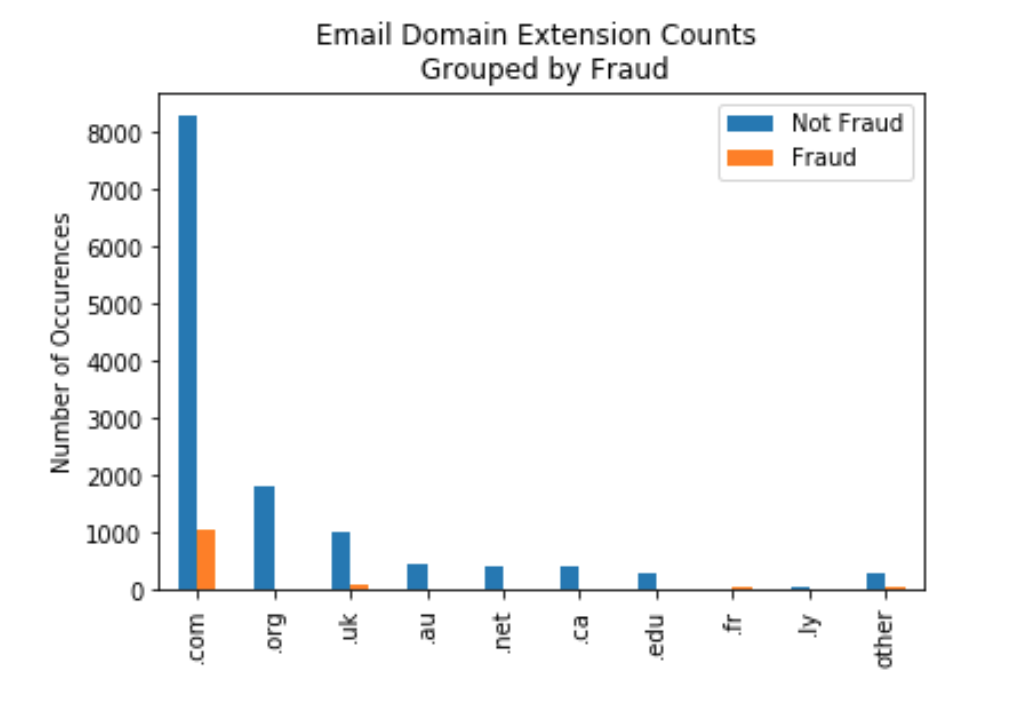 Email Domain Extension Counts
Grouped by Fraud
Not Fraud
Fraud
Number of Occurences
8000
7000
6000
5000
4000
3000
2000
1000
0
.com
.org
.uk
.au
.net
.ca
.edu
.fr
.ly
other